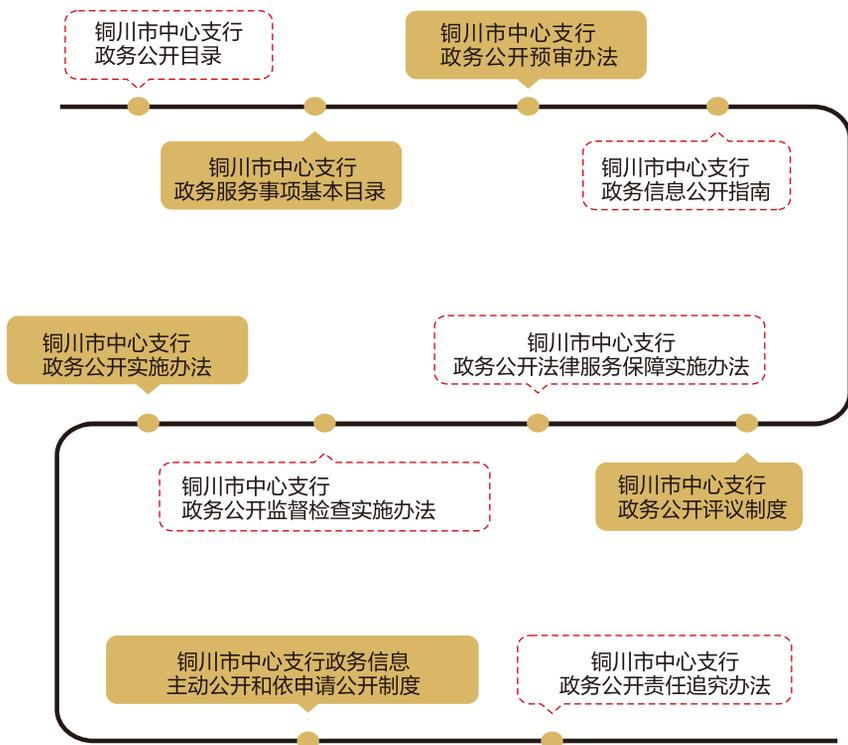 铜川市中心支行
政务公开目录
铜川市中心支行
政务公开预审办法
铜川市中心支行
政务服务事项基本目录
铜川市中心支行
政务信息公开指南
铜川市中心支行
政务公开实施办法
铜川市中心支行
政务公开法律服务保障实施办法
铜川市中心支行
政务公开监督检查实施办法
铜川市中心支行
政务公开评议制度
铜川市中心支行政务信息
主动公开和依申请公开制度
铜川市中心支行
政务公开责任追究办法